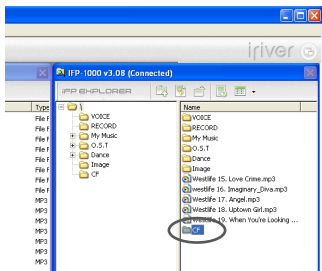 iriver
IFP-1000 v3.08 (Connected)
iFP EXPLORER
Type
File F
File F
File F
File F
File F
File F
File F
MP3
MP3
MP3
MP3
MP3
MP3
\
VOICE
RECORD
My Music
O.S.T
Dance
Image
CF
Name
VOICE
RECORD
My Music
O.S.T
Dance
Image
Westlife 15. Love Crime.mp3
westlife 16. Imaginary_Diva.mp3
Westlife 17. Angel.mp3
Westlife 18. Uptown Girl.mp3
Westlife 19. When You're Looking ...
CF